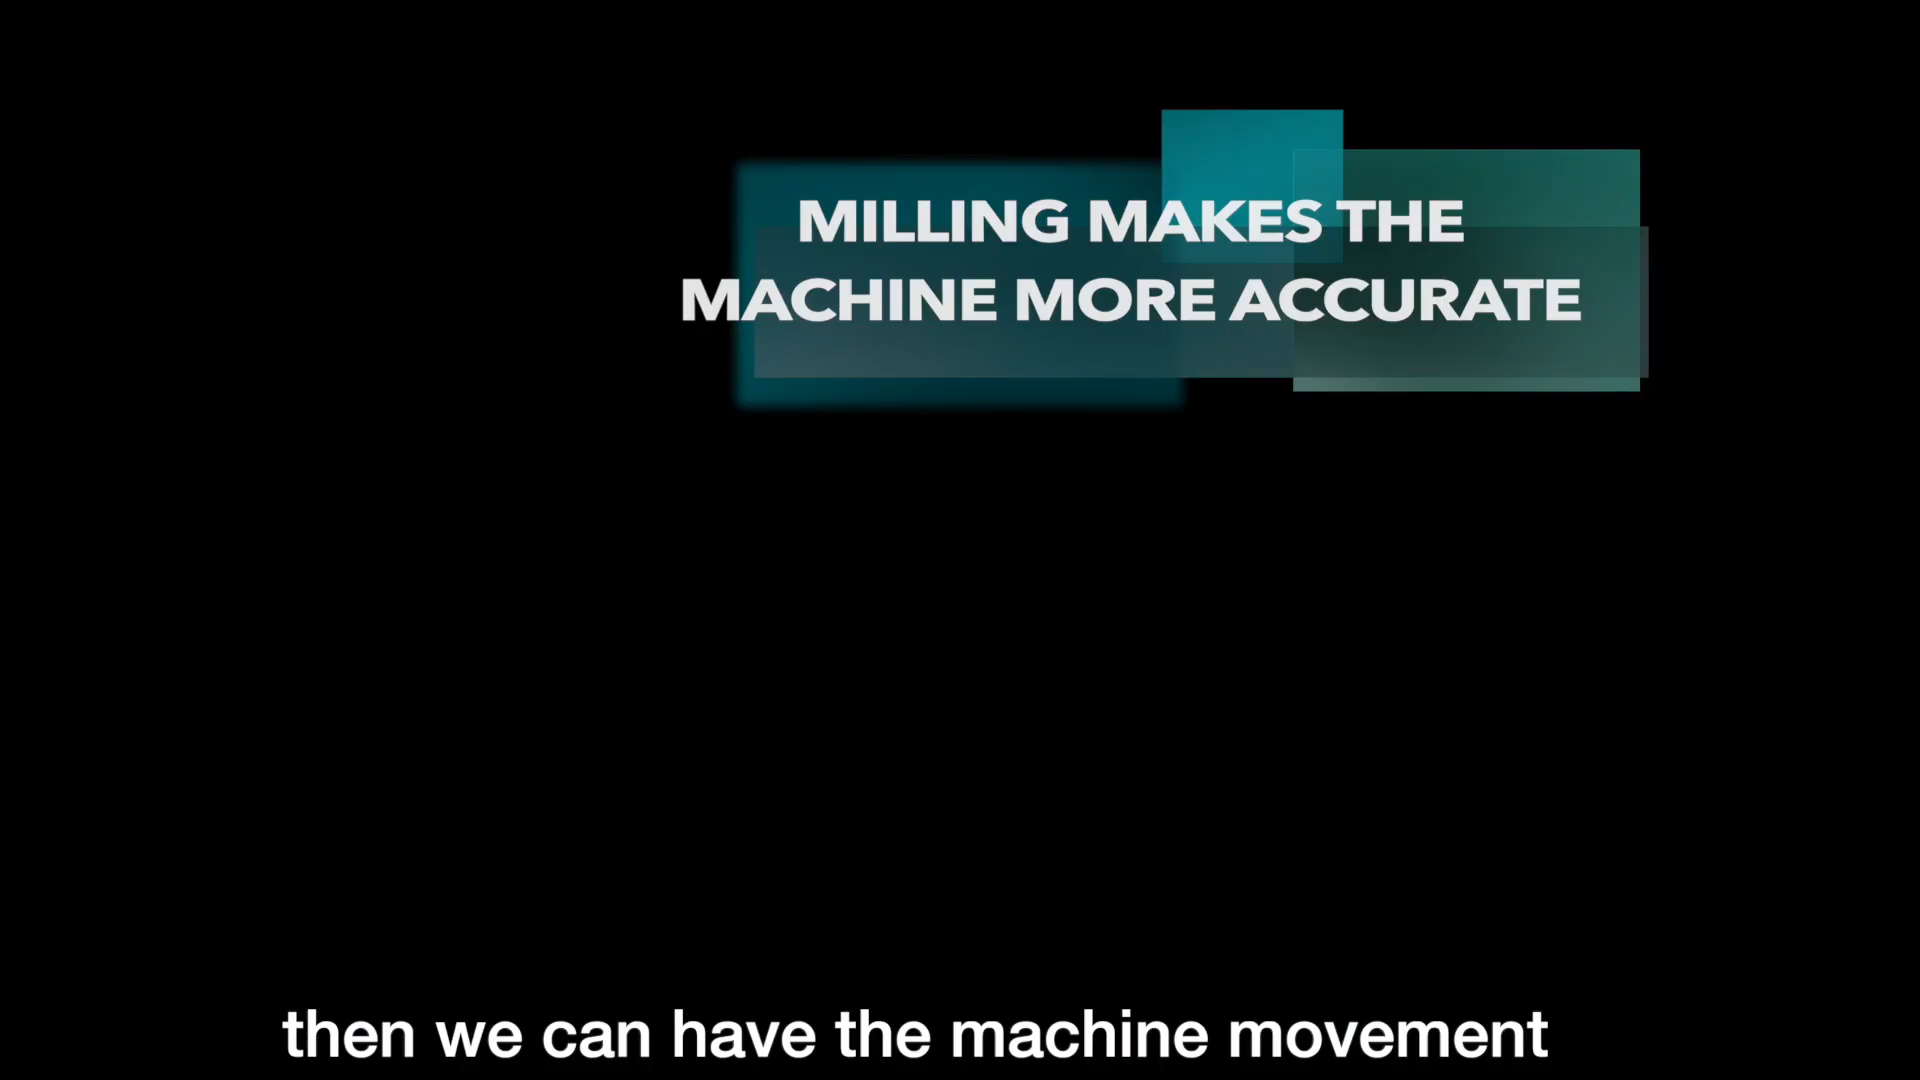 MILLING MAKES THE
MACHINE MORE ACCURATE
then we can have the machine movement